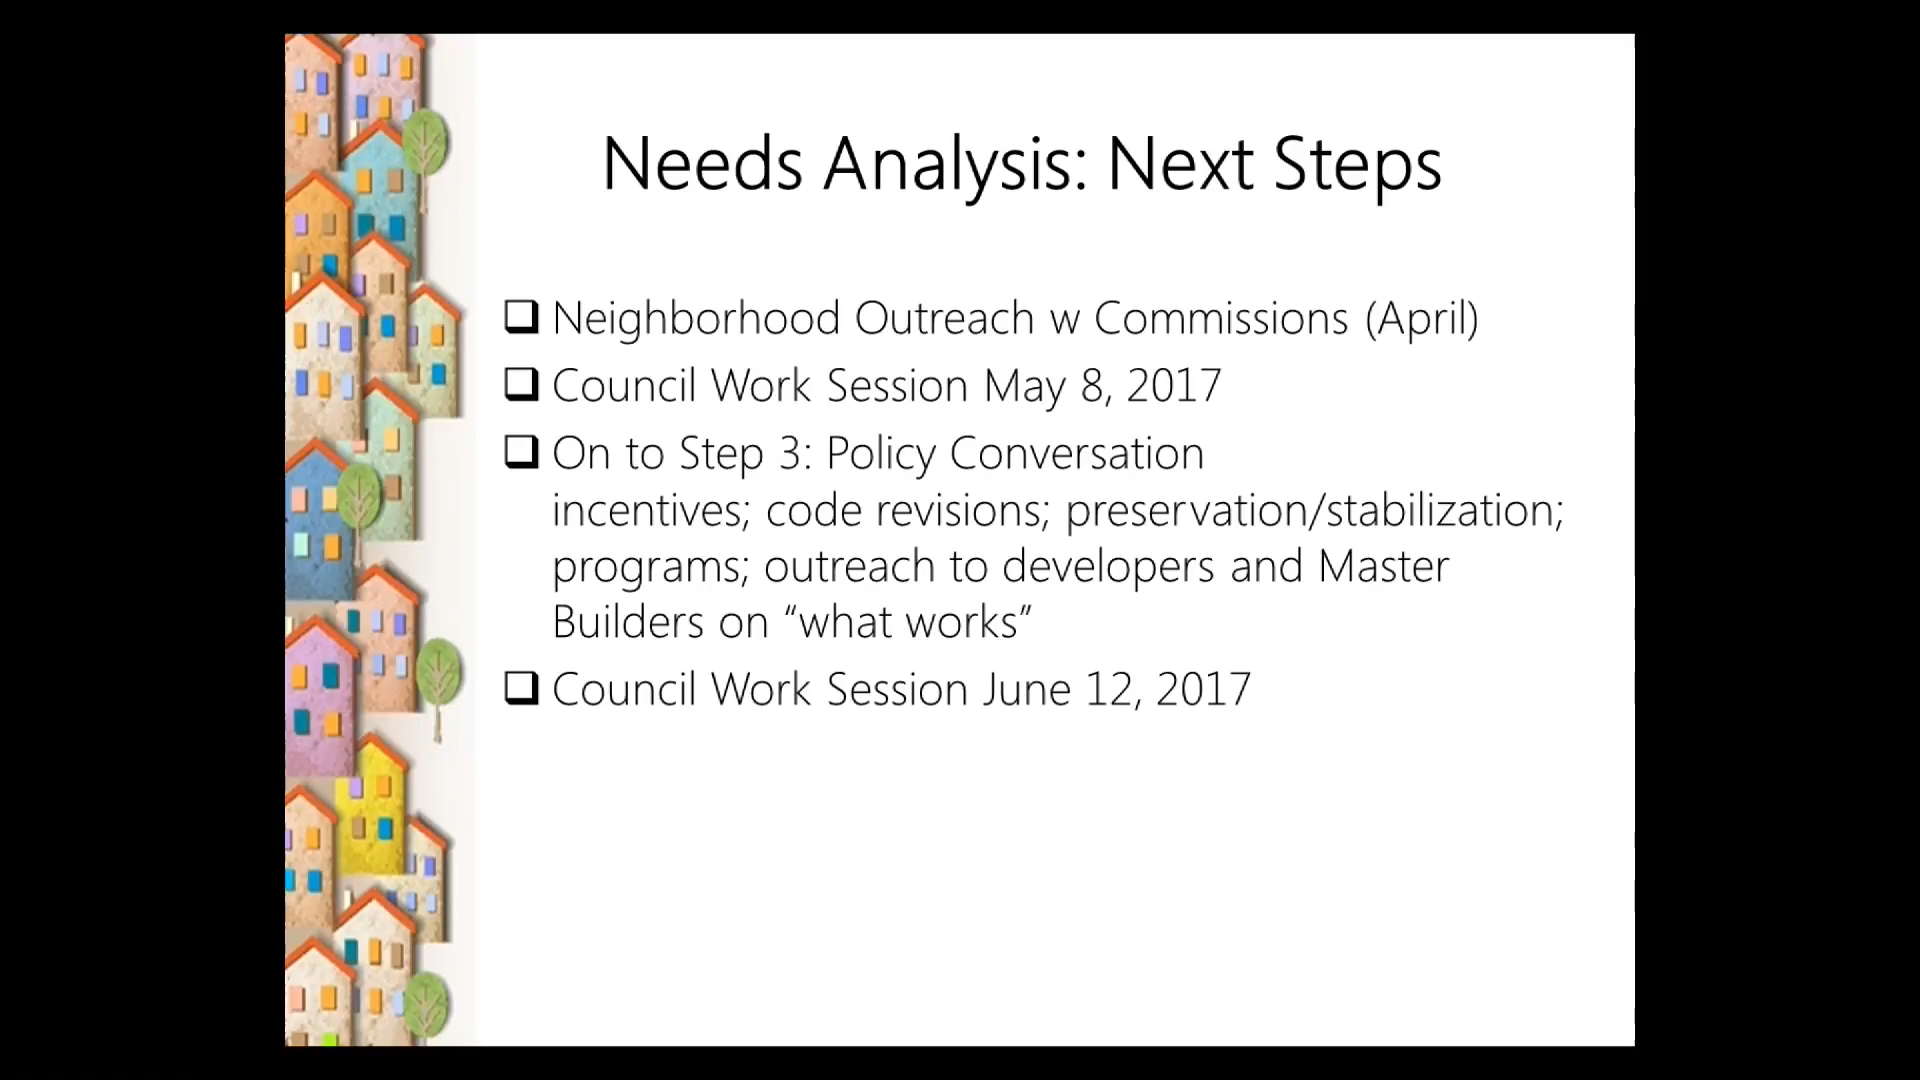 Needs Analysis: Next Steps
Neighborhood Outreach w Commissions (April)
Council Work Session May 8, 2017
On to Step 3: Policy Conversation
incentives; code revisions; preservation/stabilization;
programs; outreach to developers and Master
Builders on “what works”
Council Work Session June 12, 2017